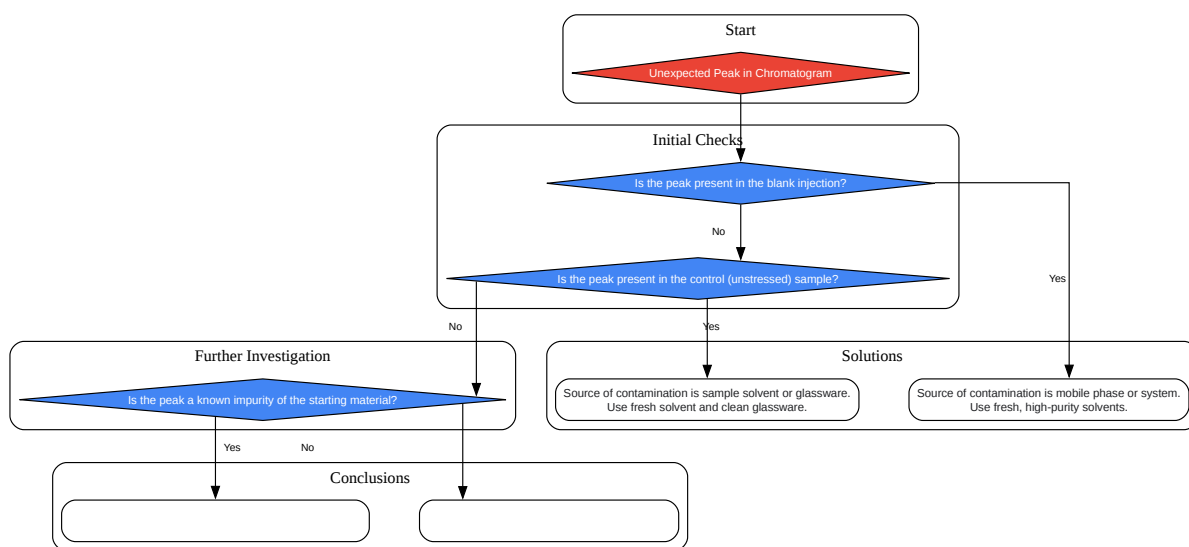 Start
Unexpected Peak in Chromatogram
Initial Checks
Is the peak present in the blank injection?
No
Is the peak present in the control (unstressed) sample?
Yes
No
Yes
Further Investigation
Is the peak a known impurity of the starting material?
Solutions
Source of contamination is sample solvent or glassware.
Use fresh solvent and clean glassware.
Source of contamination is mobile phase or system.
Use fresh, high-purity solvents.
Yes
No
Conclusions